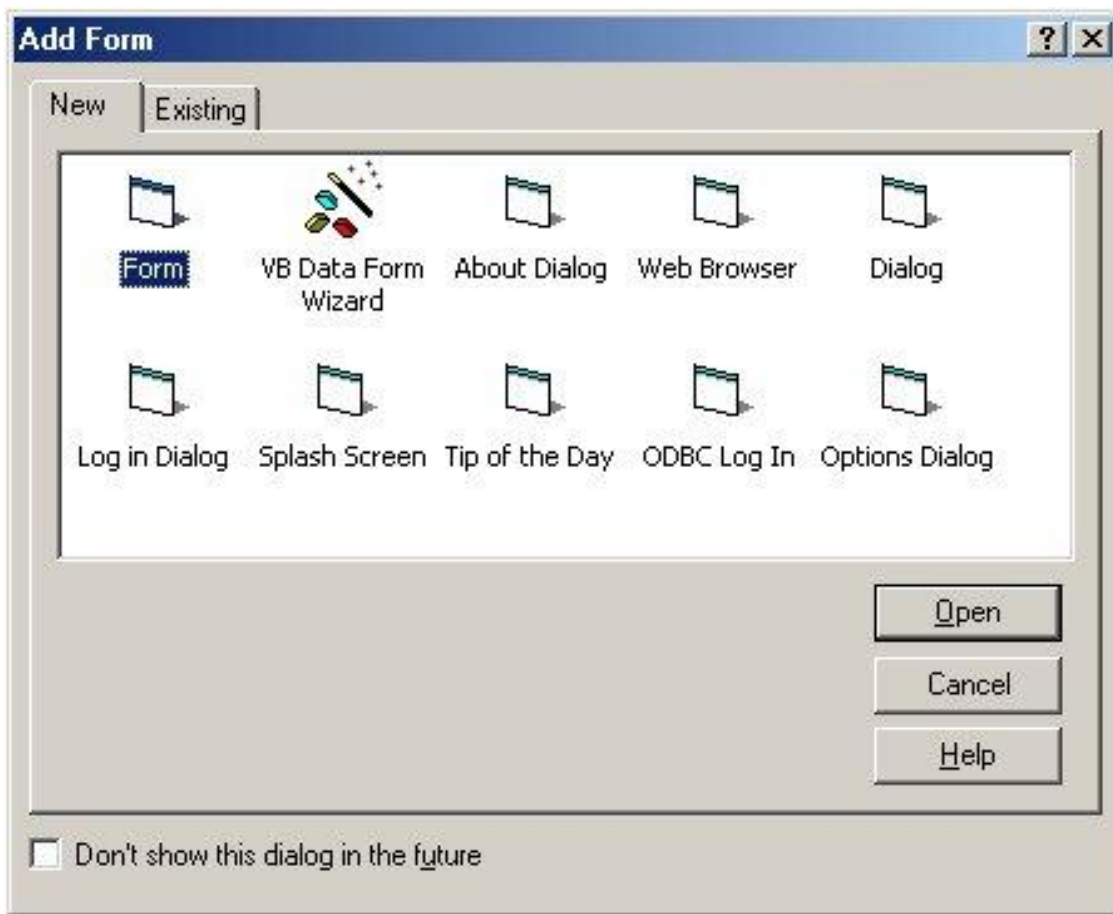 Add Form
New
Existing
Form
VB Data Form
Wizard
About Dialog
Web Browser
Dialog
Log in Dialog
Splash Screen
Tip of the Day
ODBC Log In
Options Dialog
Open
Cancel
Help
Don't show this dialog in the future